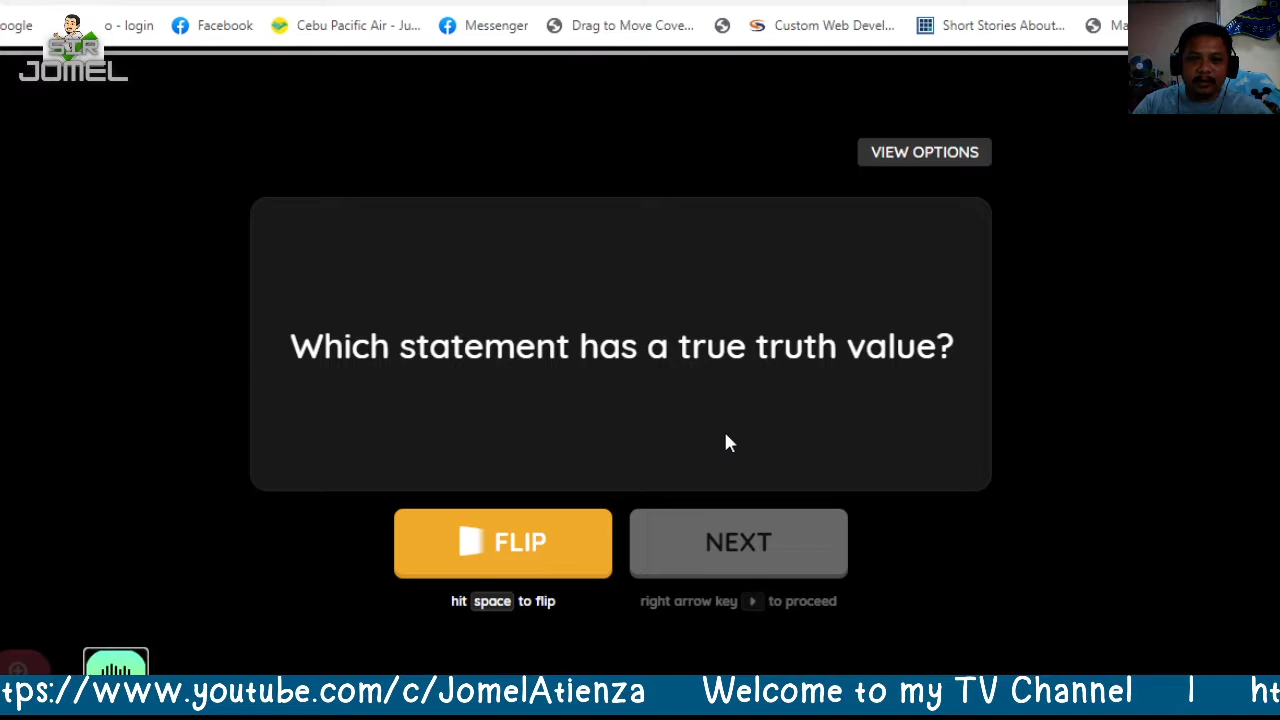 oogle o - login Facebook Cebu Pacific Air - Ju... Messenger Drag to Move Cove... Custom Web Devel... Short Stories About... Ma
SIR
JOMEL
VIEW OPTIONS
Which statement has a true truth value?
FLIP NEXT
hit space to flip right arrow key to proceed
tps://www.youtube.com/c/JomelAtienza Welcome to my TV Channel | ht